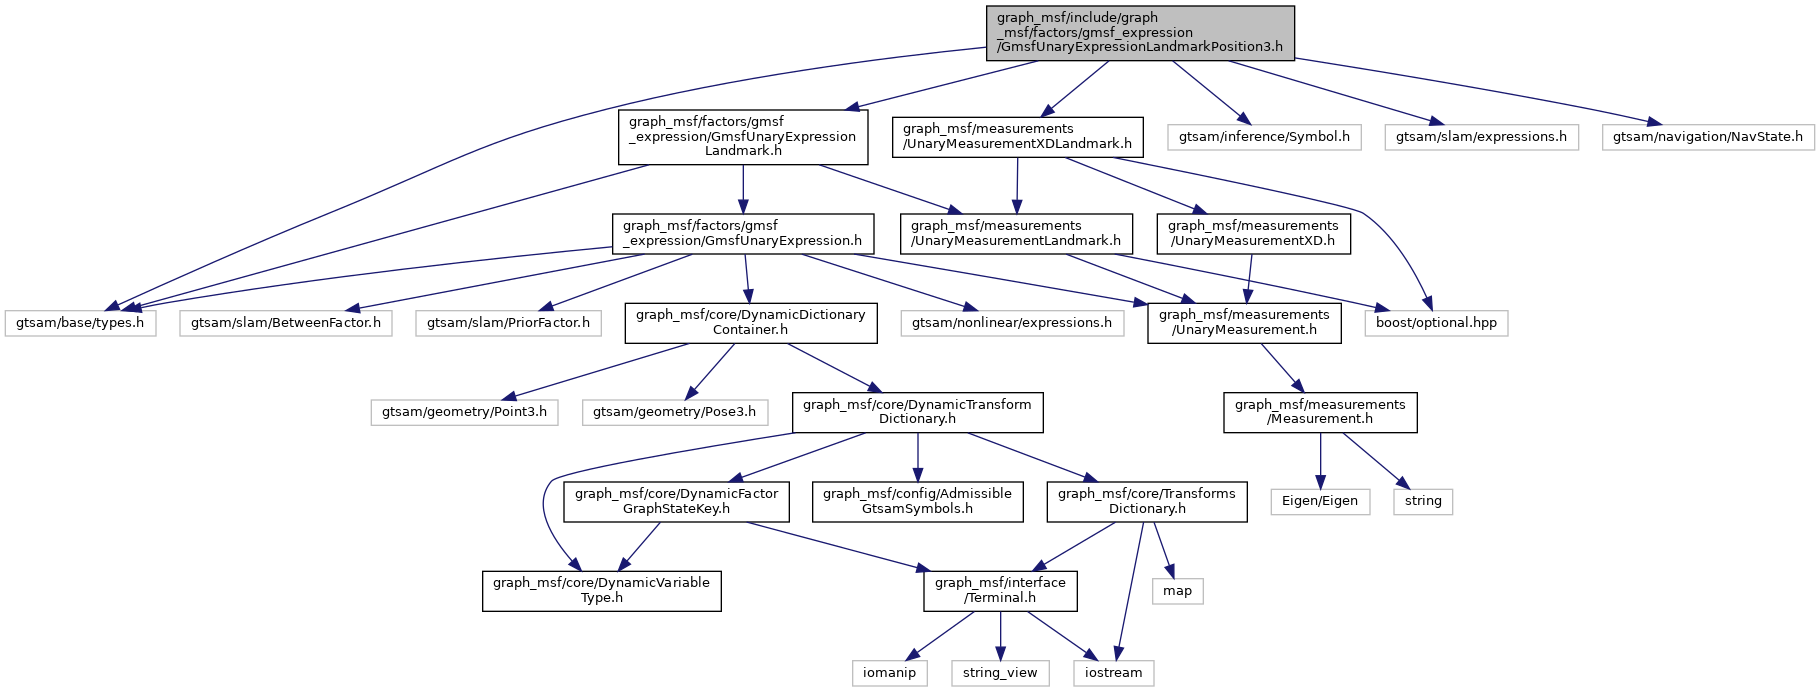 graph_msf/include/graph
_msf/factors/gmsf_expression
/GmsfUnaryExpressionLandmarkPosition3.h
graph_msf/factors/gmsf
_expression/GmsfUnaryExpression
Landmark.h
graph_msf/measurements
/UnaryMeasurementXDLandmark.h
gtsam/inference/Symbol.h
gtsam/slam/expressions.h
gtsam/navigation/NavState.h
graph_msf/factors/gmsf
_expression/GmsfUnaryExpression.h
graph_msf/measurements
/UnaryMeasurementLandmark.h
graph_msf/measurements
/UnaryMeasurementXD.h
gtsam/base/types.h
gtsam/slam/BetweenFactor.h
gtsam/slam/PriorFactor.h
graph_msf/core/DynamicDictionary
Container.h
gtsam/nonlinear/expressions.h
graph_msf/measurements
/UnaryMeasurement.h
boost/optional.hpp
gtsam/geometry/Point3.h
gtsam/geometry/Pose3.h
graph_msf/core/DynamicTransform
Dictionary.h
graph_msf/measurements
/Measurement.h
graph_msf/core/DynamicFactor
GraphStateKey.h
graph_msf/config/Admissible
GtsamSymbols.h
graph_msf/core/Transforms
Dictionary.h
Eigen/Eigen
string
graph_msf/core/DynamicVariable
Type.h
graph_msf/interface
/Terminal.h
map
iomanip
string_view
iostream